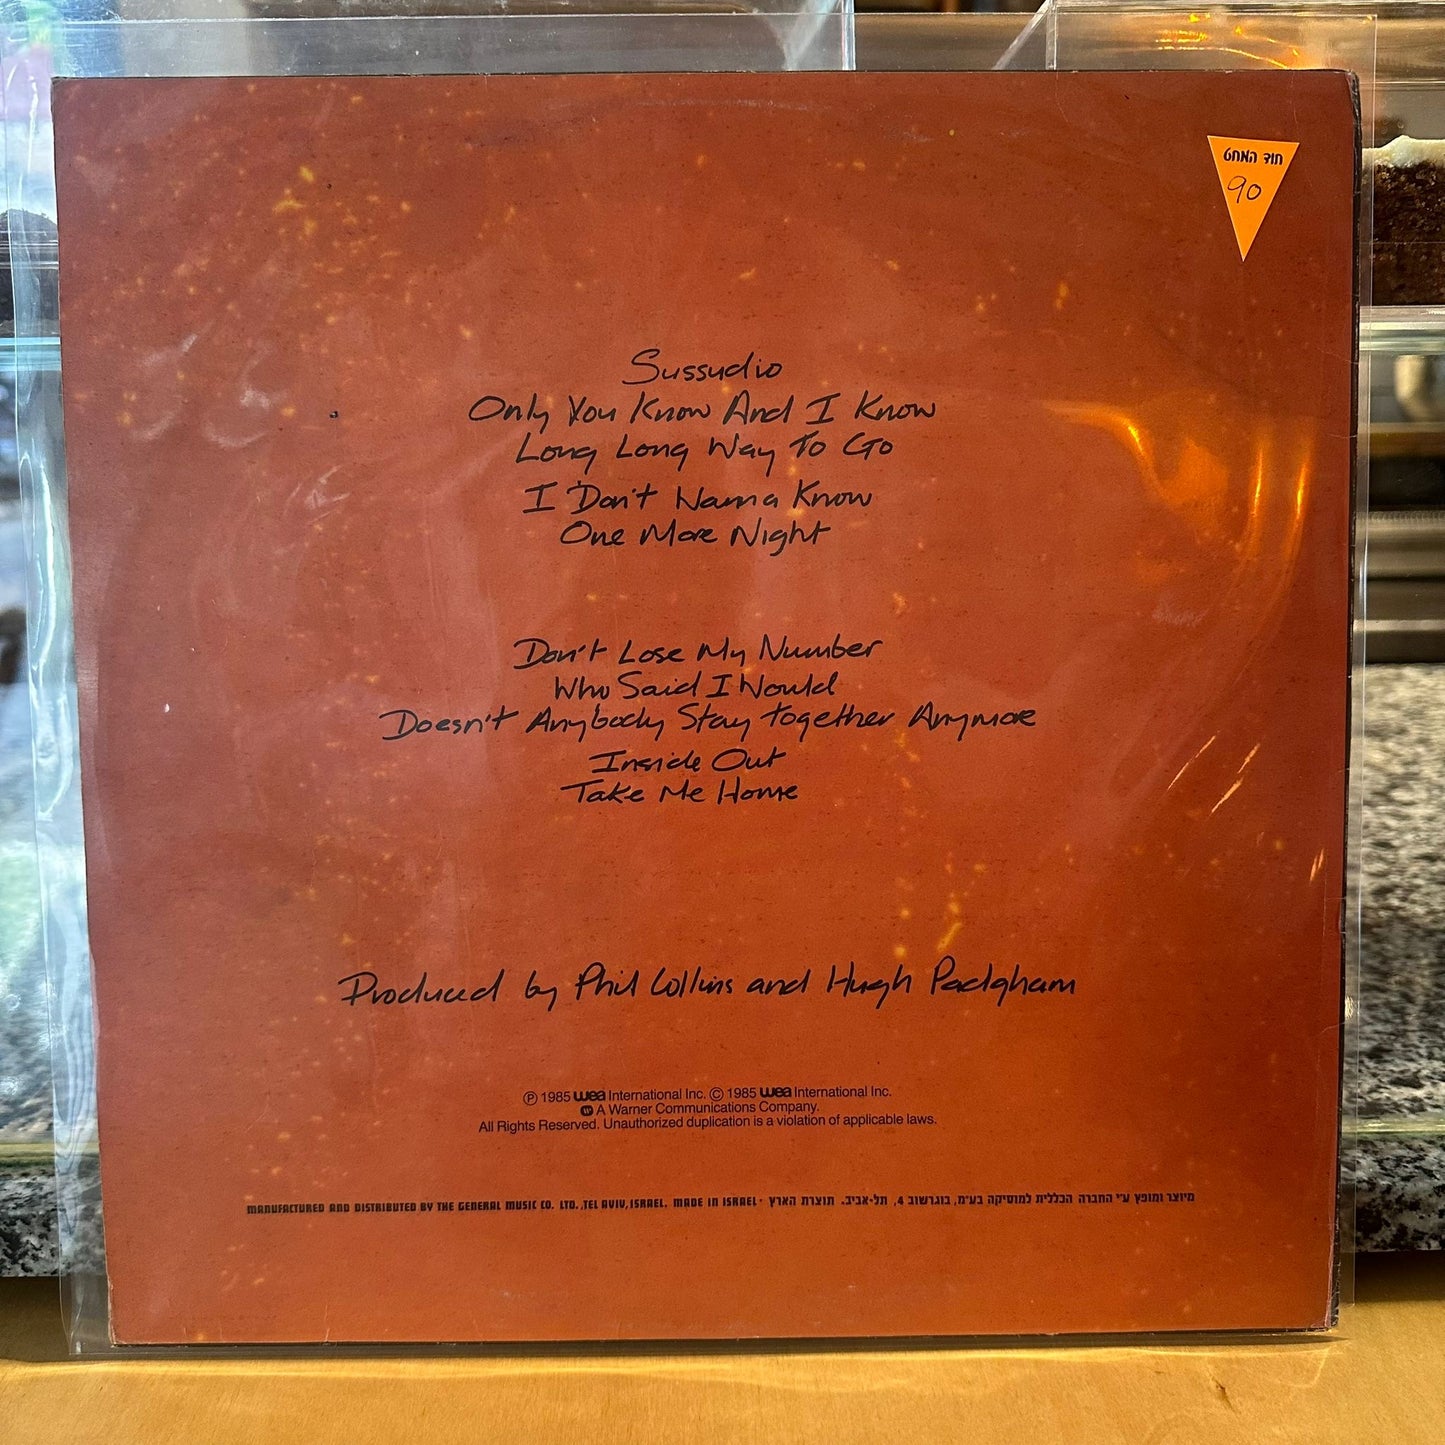 חוד המחט
90
Sussudio
Only You Know And I Know
Long Long Way To Go
I Don't Wanna Know
One More Night
Don't Lose My Number
Who Said I Would
Doesn't Anybody Stay Together Anymore
Inside Out
Take Me Home
Produced by Phil Collins and Hugh Padgham
℗ 1985 wea International Inc. © 1985 wea International Inc.
A Warner Communications Company.
All Rights Reserved. Unauthorized duplication is a violation of applicable laws.
MANUFACTURED AND DISTRIBUTED BY THE GENERAL MUSIC CO. LTD., TEL AVIV, ISRAEL. MADE IN ISRAEL · מיוצר ומופץ ע״י החברה הכללית למוסיקה בע״מ, בוגרשוב 4, תל-אביב. תוצרת הארץ